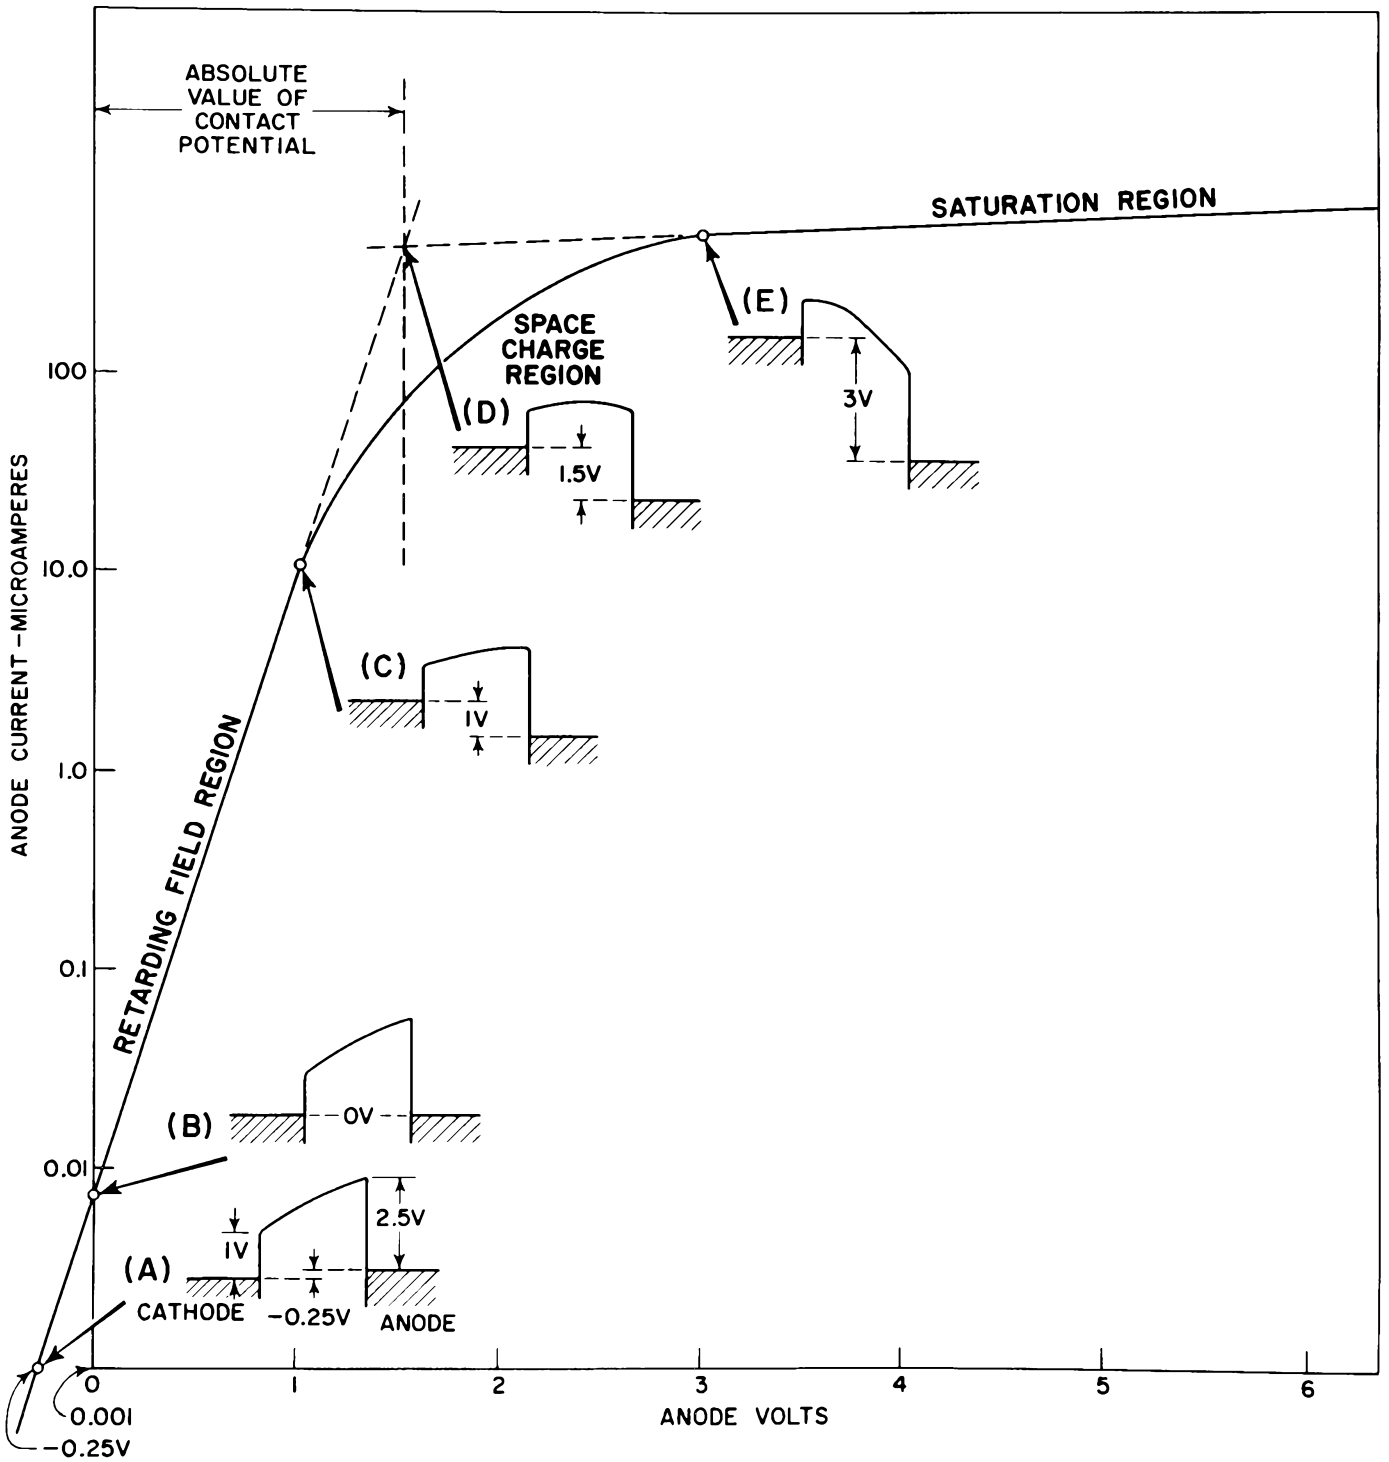 ABSOLUTE
VALUE OF
CONTACT
POTENTIAL
SATURATION REGION
(E)
3V
SPACE
CHARGE
REGION
(D)
1.5V
100
10.0
(C)
1V
1.0
ANODE CURRENT-MICROAMPERES
RETARDING FIELD REGION
0.1
(B)
0V
0.01
2.5V
1V
(A)
CATHODE
-0.25V
ANODE
0 1 2 3 4 5 6
0.001
ANODE VOLTS
-0.25V